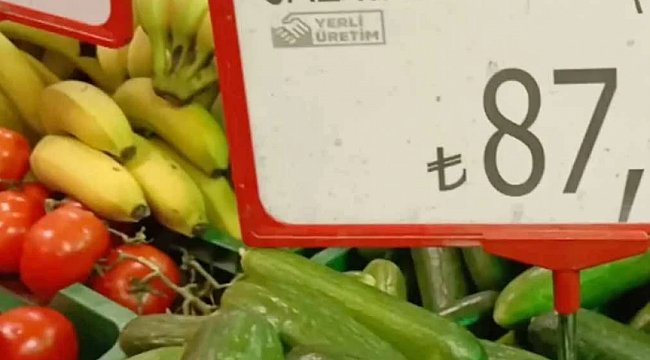 YERLİ
ÜRETİM
₺87,